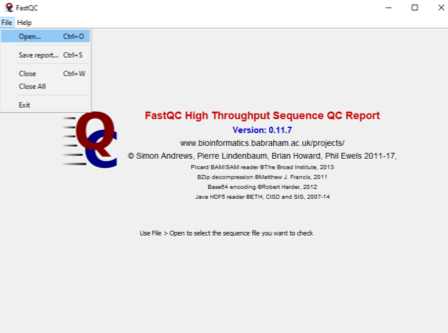 FastQC
File Help
Open... Ctrl+O
Save report... Ctrl+S
Close Ctrl+W
Close All
Exit
FastQC High Throughput Sequence QC Report
Version: 0.11.7
www.bioinformatics.babraham.ac.uk/projects/
© Simon Andrews, Pierre Lindenbaum, Brian Howard, Phil Ewels 2011-17,
Picard BAM/SAM reader ©The Broad Institute, 2013
BZip decompression ©Matthew J. Francis, 2011
Base64 encoding ©Robert Harder, 2012
Java HDF5 reader ©ETH, CISD and SIS, 2007-14
Use File > Open to select the sequence file you want to check